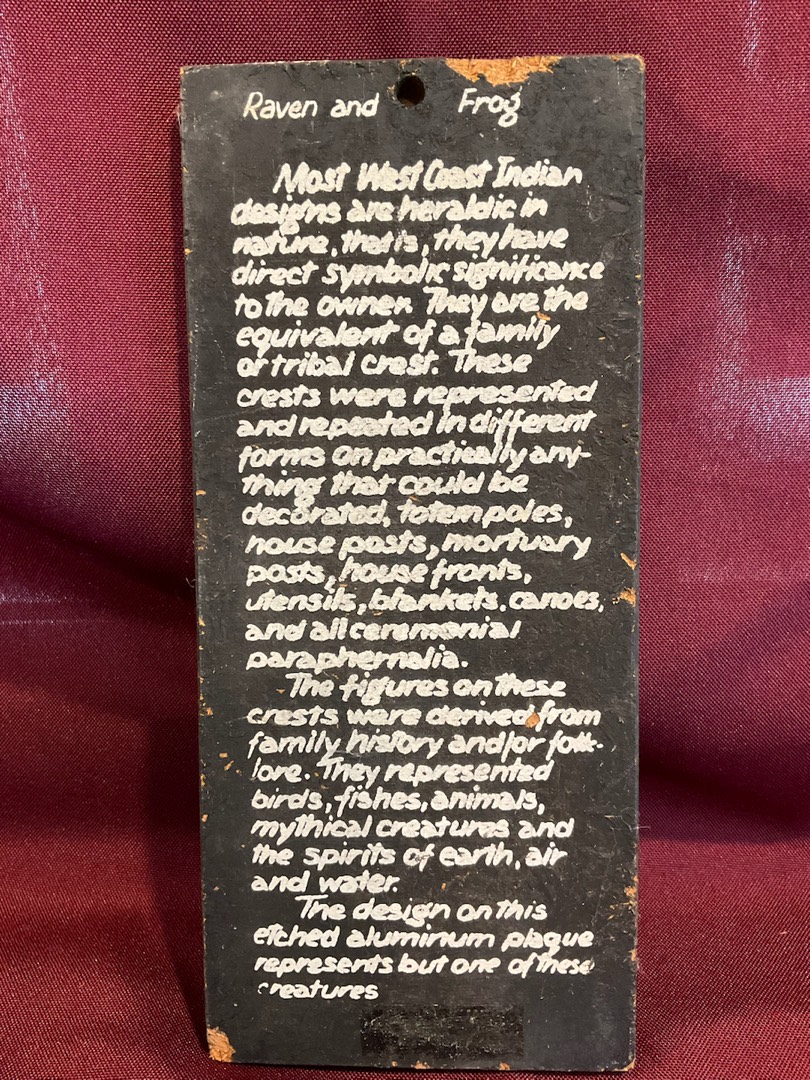 Raven and Frog
Most West Coast Indian
designs are heraldic in
nature, that is, they have
direct symbolic significance
to the owner. They are the
equivalent of a family
or tribal crest. These
crests were represented
and repeated in different
forms on practically any-
thing that could be
decorated, totem poles,
house posts, mortuary
posts, house fronts,
utensils, blankets, canoes,
and all ceremonial
paraphernalia.
The figures on these
crests were derived from
family history and/or folk-
lore. They represented
birds, fishes, animals,
mythical creatures and
the spirits of earth, air
and water.
The design on this
etched aluminum plaque
represents but one of these
creatures